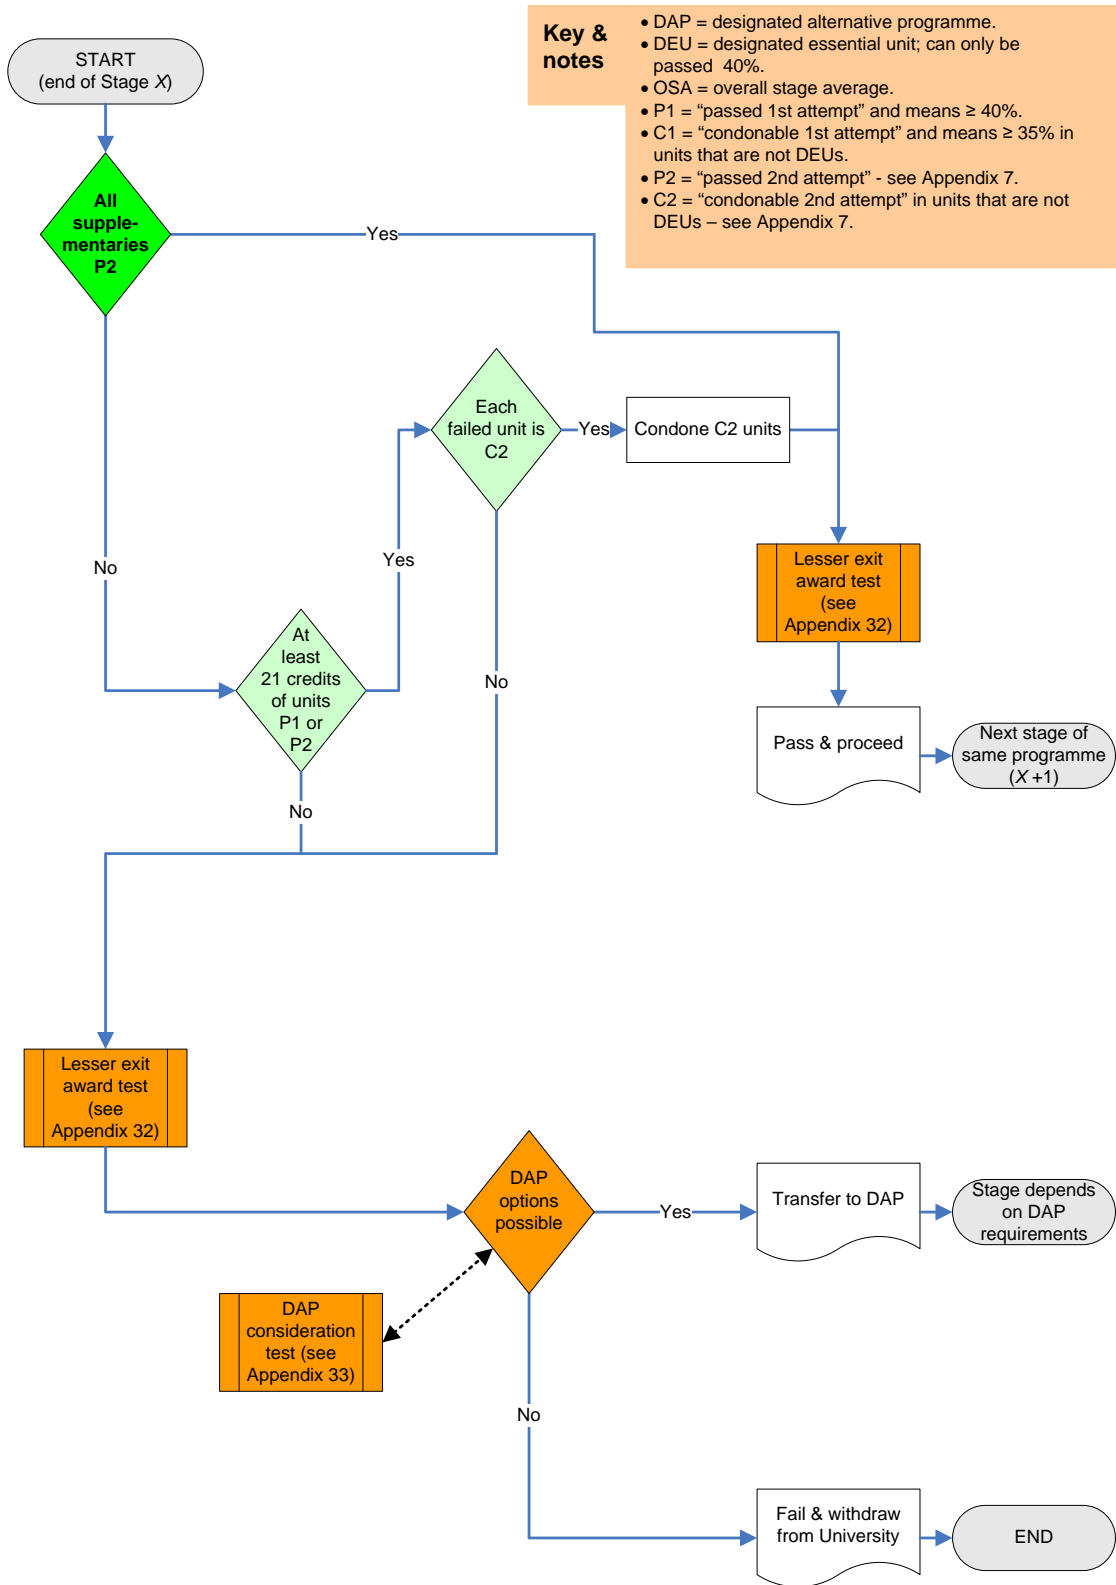 START
(end of Stage X)
Key &
notes
• DAP = designated alternative programme.
• DEU = designated essential unit; can only be
passed  40%.
• OSA = overall stage average.
• P1 = “passed 1st attempt” and means ≥ 40%.
• C1 = “condonable 1st attempt” and means ≥ 35% in
units that are not DEUs.
• P2 = “passed 2nd attempt” - see Appendix 7.
• C2 = “condonable 2nd attempt” in units that are not
DEUs – see Appendix 7.
All
supple-
mentaries
P2
Yes
No
Each
failed unit is
C2
Yes
Condone C2 units
Yes
No
At
least
21 credits
of units
P1 or
P2
No
Lesser exit
award test
(see
Appendix 32)
Pass & proceed
Next stage of
same programme
(X +1)
Lesser exit
award test
(see
Appendix 32)
DAP
options
possible
Yes
Transfer to DAP
Stage depends
on DAP
requirements
DAP
consideration
test (see
Appendix 33)
No
Fail & withdraw
from University
END